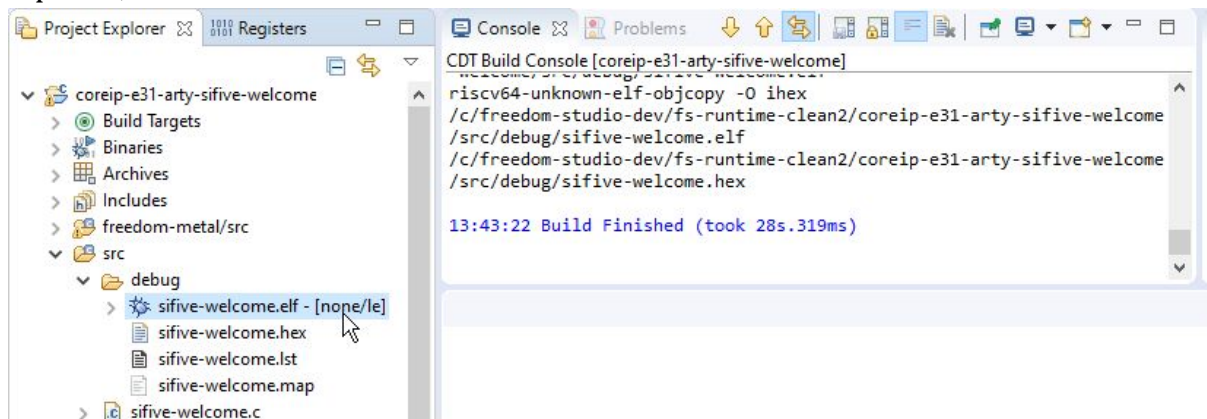 Project Explorer
1010 0101 Registers
coreip-e31-arty-sifive-welcome
Build Targets
Binaries
Archives
Includes
freedom-metal/src
src
debug
sifive-welcome.elf - [none/le]
sifive-welcome.hex
sifive-welcome.lst
sifive-welcome.map
sifive-welcome.c
Console
Problems
CDT Build Console [coreip-e31-arty-sifive-welcome]
riscv64-unknown-elf-objcopy -O ihex
/c/freedom-studio-dev/fs-runtime-clean2/coreip-e31-arty-sifive-welcome
/src/debug/sifive-welcome.elf
/c/freedom-studio-dev/fs-runtime-clean2/coreip-e31-arty-sifive-welcome
/src/debug/sifive-welcome.hex
13:43:22 Build Finished (took 28s.319ms)